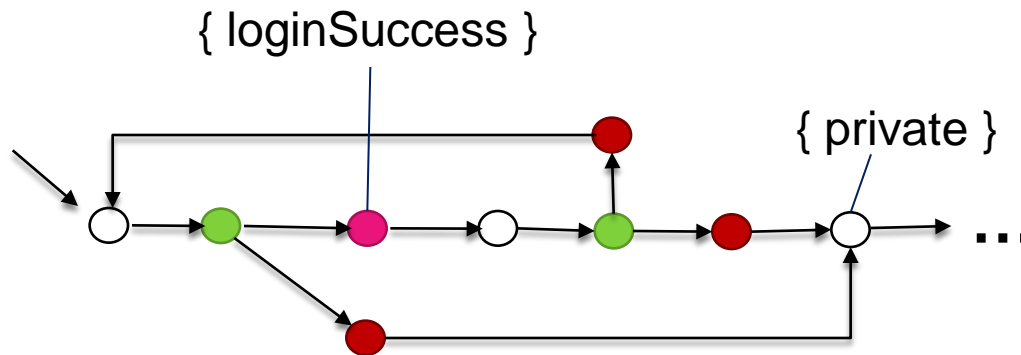 { loginSuccess }
{ private }
...